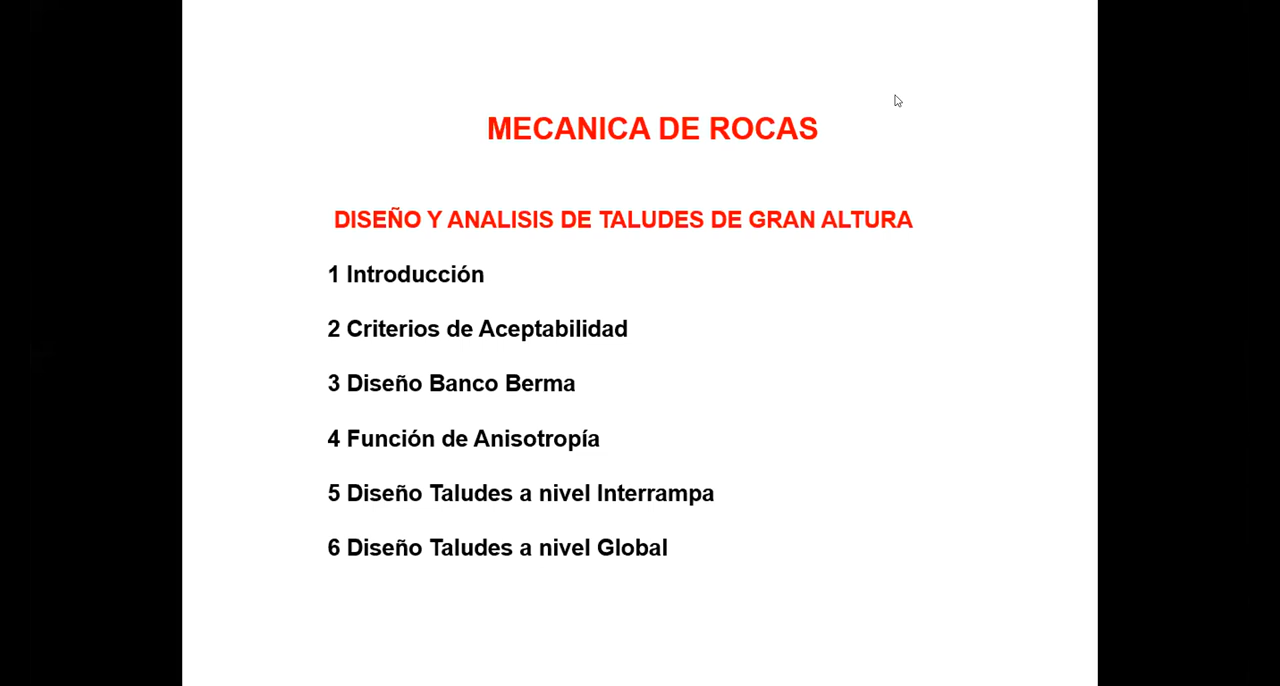 MECANICA DE ROCAS
DISEÑO Y ANALISIS DE TALUDES DE GRAN ALTURA
1 Introducción
2 Criterios de Aceptabilidad
3 Diseño Banco Berma
4 Función de Anisotropía
5 Diseño Taludes a nivel Interrampa
6 Diseño Taludes a nivel Global